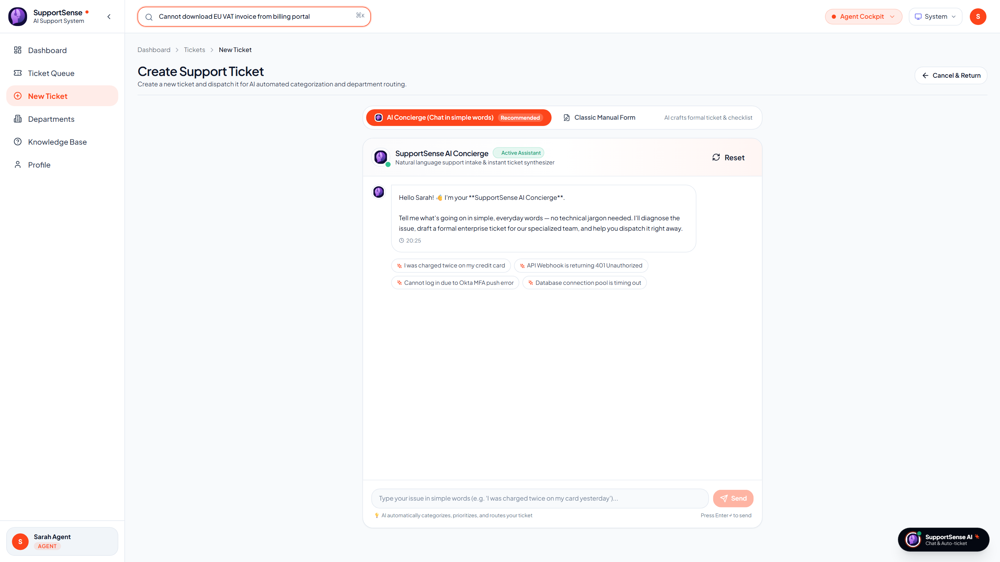 SupportSense
AI Support System
Cannot download EU VAT invoice from billing portal
⌘K
Agent Cockpit
System
S
Dashboard
Ticket Queue
New Ticket
Departments
Knowledge Base
Profile
Dashboard > Tickets > New Ticket
Create Support Ticket
Create a new ticket and dispatch it for AI automated categorization and department routing.
Cancel & Return
AI Concierge (Chat in simple words) Recommended
Classic Manual Form
AI crafts formal ticket & checklist
SupportSense AI Concierge Active Assistant
Natural language support intake & instant ticket synthesizer
Reset
Hello Sarah! 👋 I'm your **SupportSense AI Concierge**.
Tell me what's going on in simple, everyday words — no technical jargon needed. I'll diagnose the
issue, draft a formal enterprise ticket for our specialized team, and help you dispatch it right away.
20:25
I was charged twice on my credit card
API Webhook is returning 401 Unauthorized
Cannot log in due to Okta MFA push error
Database connection pool is timing out
Type your issue in simple words (e.g. 'I was charged twice on my card yesterday')...
Send
💡 AI automatically categorizes, prioritizes, and routes your ticket
Press Enter ↵ to send
S
Sarah Agent
AGENT
SupportSense AI
Chat & Auto-ticket